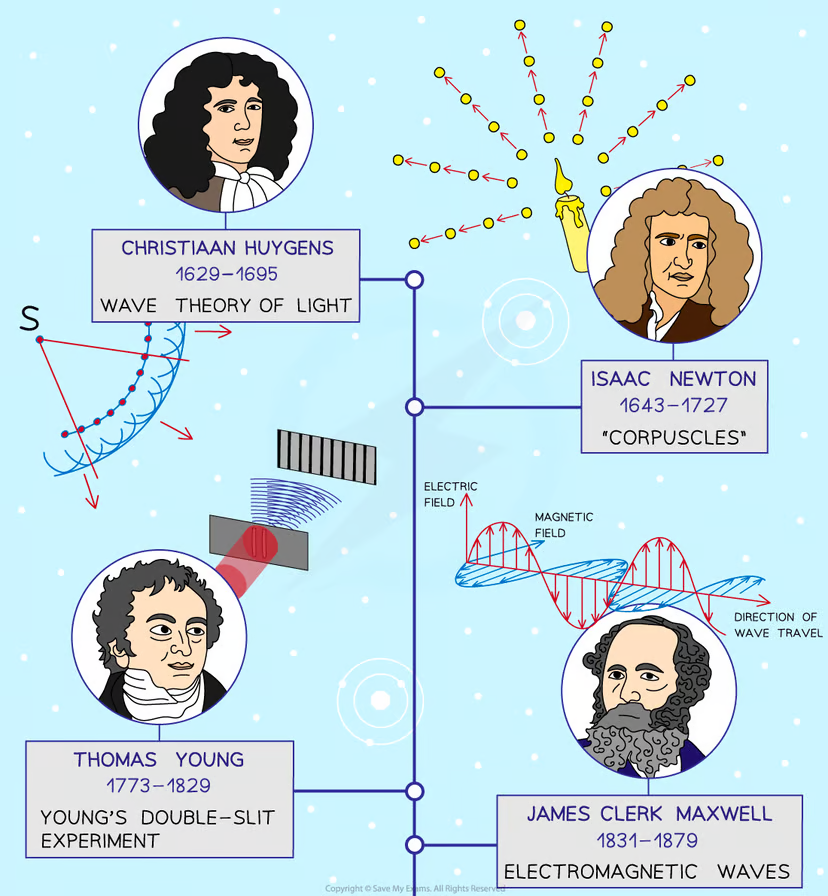 CHRISTIAAN HUYGENS
1629–1695
WAVE THEORY OF LIGHT
S
ISAAC NEWTON
1643–1727
"CORPUSCLES"
ELECTRIC
FIELD
MAGNETIC
FIELD
DIRECTION OF
WAVE TRAVEL
THOMAS YOUNG
1773–1829
YOUNG'S DOUBLE–SLIT
EXPERIMENT
JAMES CLERK MAXWELL
1831–1879
ELECTROMAGNETIC WAVES
Copyright © Save My Exams. All Rights Reserved